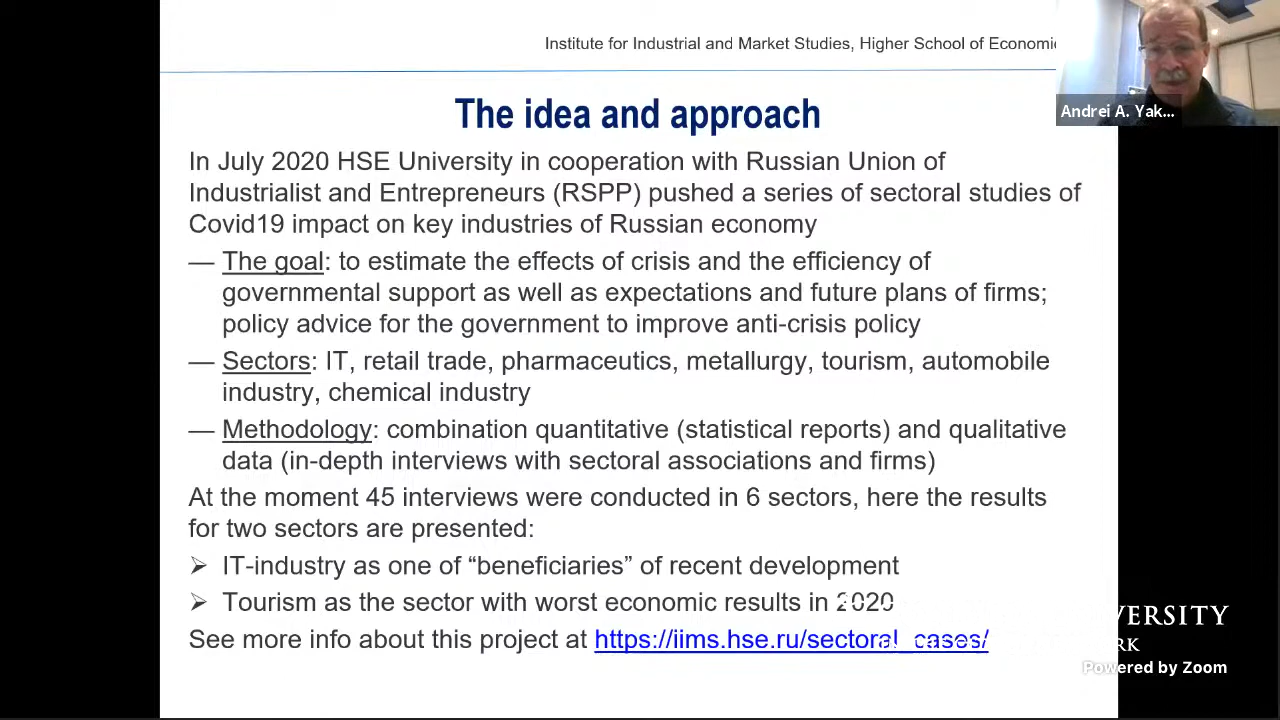 Institute for Industrial and Market Studies, Higher School of
Andrei A. Yak...
The idea and approach
In July 2020 HSE University in cooperation with Russian Union of
Industrialist and Entrepreneurs (RSPP) pushed a series of sectoral studies of
Covid19 impact on key industries of Russian economy
— The goal: to estimate the effects of crisis and the efficiency of
governmental support as well as expectations and future plans of firms;
policy advice for the government to improve anti-crisis policy
— Sectors: IT, retail trade, pharmaceutics, metallurgy, tourism, automobile
industry, chemical industry
— Methodology: combination quantitative (statistical reports) and qualitative
data (in-depth interviews with sectoral associations and firms)
At the moment 45 interviews were conducted in 6 sectors, here the results
for two sectors are presented:
➢ IT-industry as one of “beneficiaries” of recent development
➢ Tourism as the sector with worst economic results in 2020
See more info about this project at https://iims.hse.ru/sectoral_cases/
VERSITY
RK
Powered by Zoom